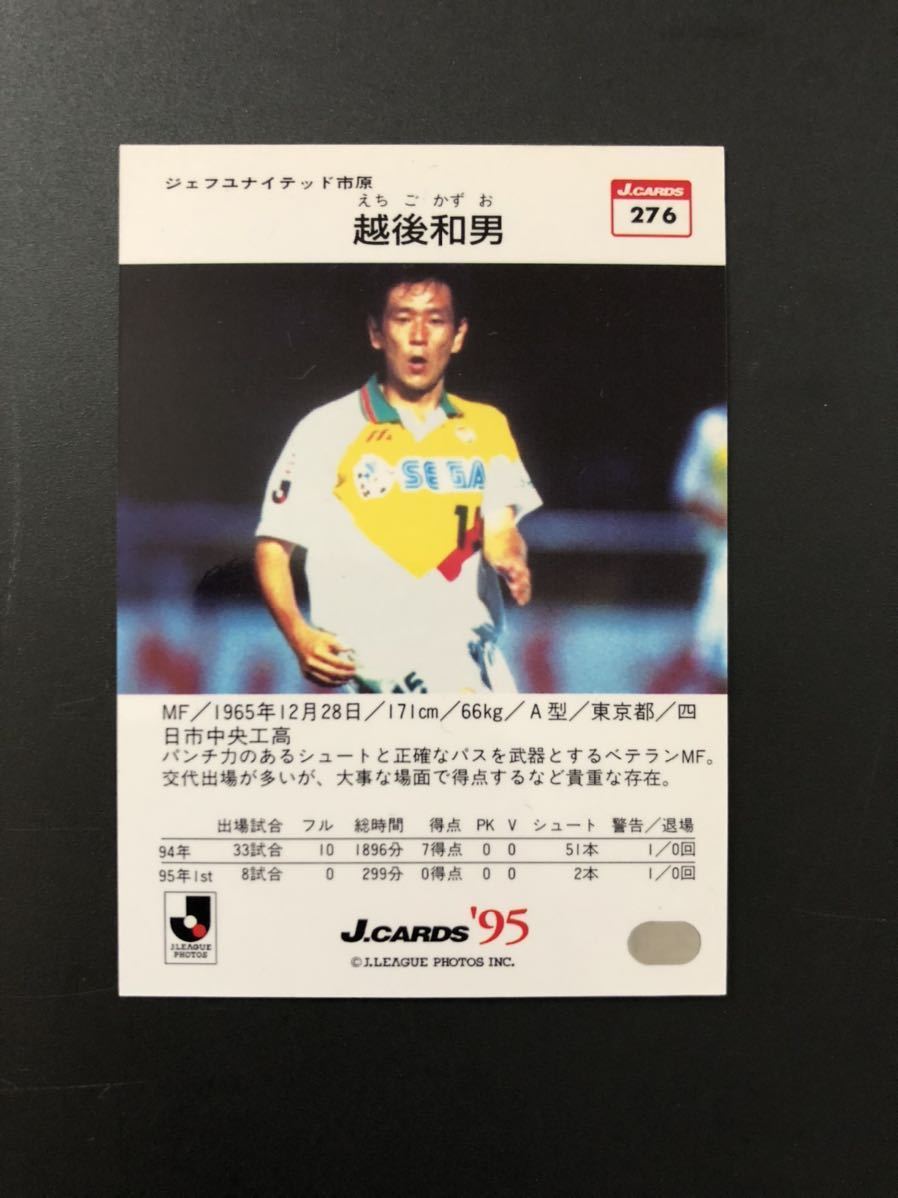 ジェフユナイテッド市原
えちごかずお
越後和男
J.CARDS
276
SEGA
MF／1965年12月28日／171cm／66kg／A型／東京都／四
日市中央工高
パンチ力のあるシュートと正確なパスを武器とするベテランMF。
交代出場が多いが、大事な場面で得点するなど貴重な存在。
出場試合 フル 総時間 得点 PK V シュート 警告／退場
94年 33試合 10 1896分 7得点 0 0 51本 1／0回
95年1st 8試合 0 299分 0得点 0 0 2本 1／0回
J.LEAGUE
PHOTOS
J.CARDS '95
©J.LEAGUE PHOTOS INC.